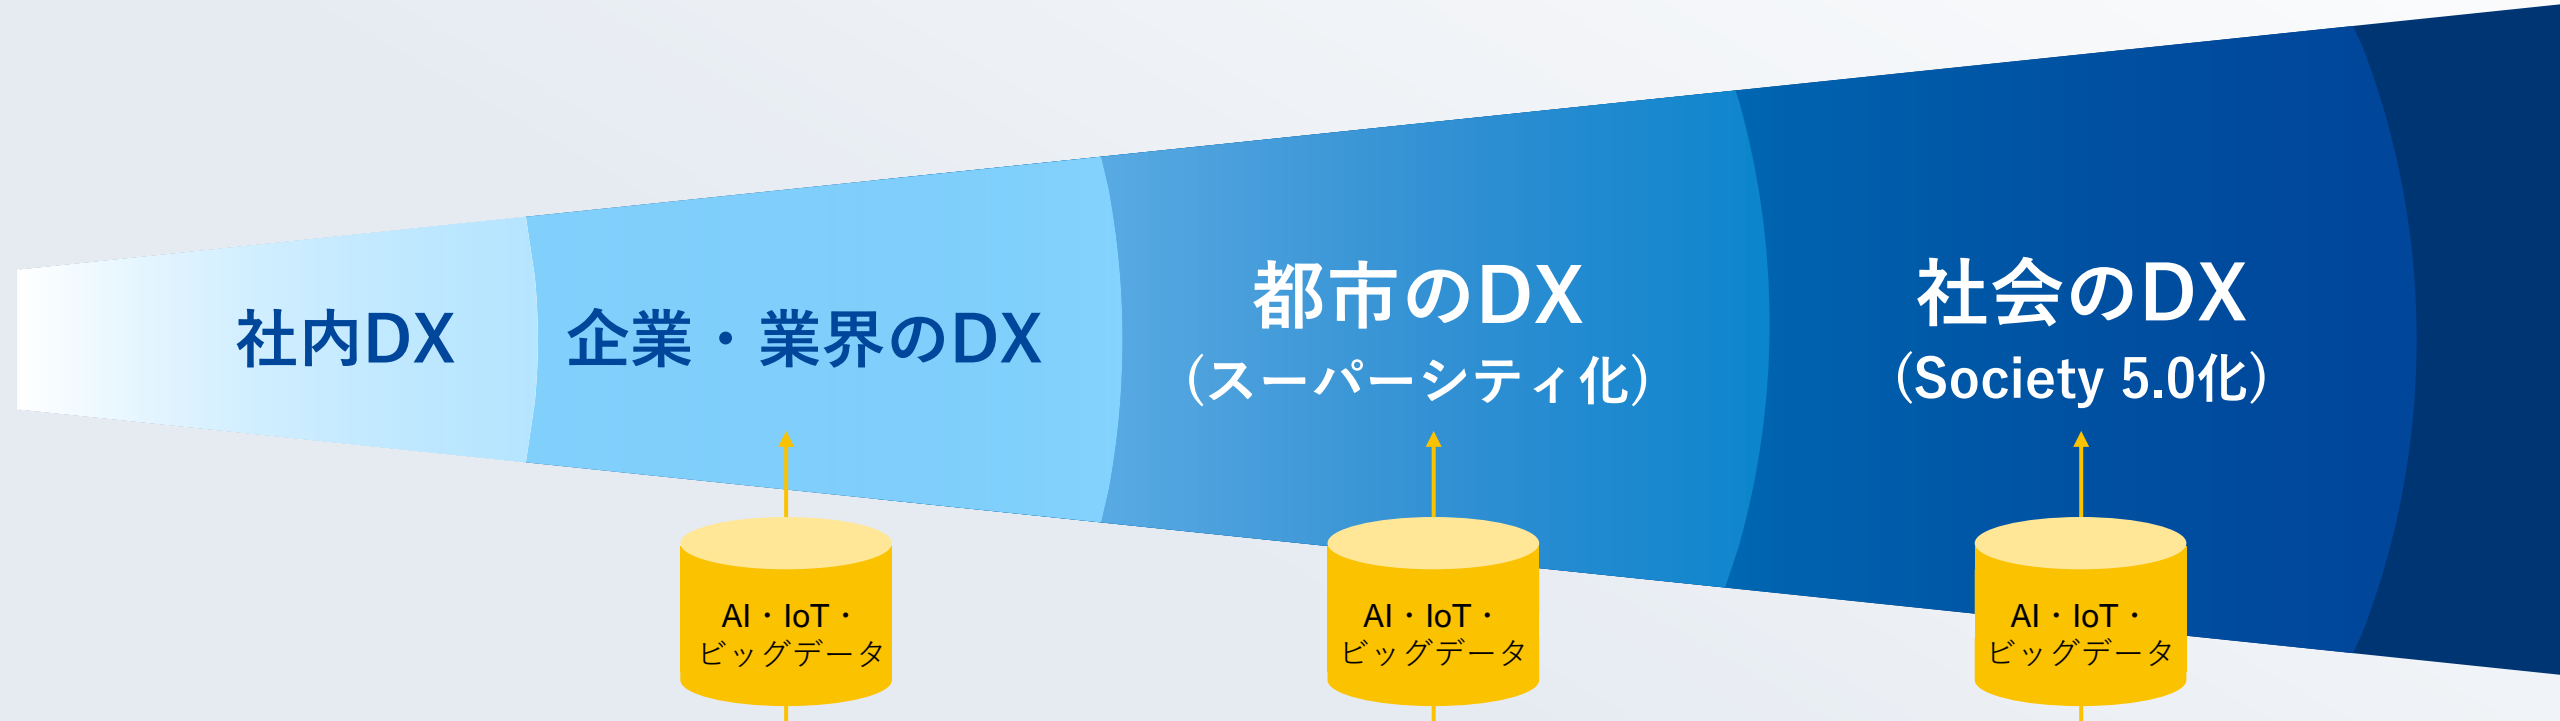 社内DX
企業・業界のDX
都市のDX
(スーパーシティ化)
社会のDX
(Society 5.0化)
AI・IoT・
ビッグデータ
AI・IoT・
ビッグデータ
AI・IoT・
ビッグデータ